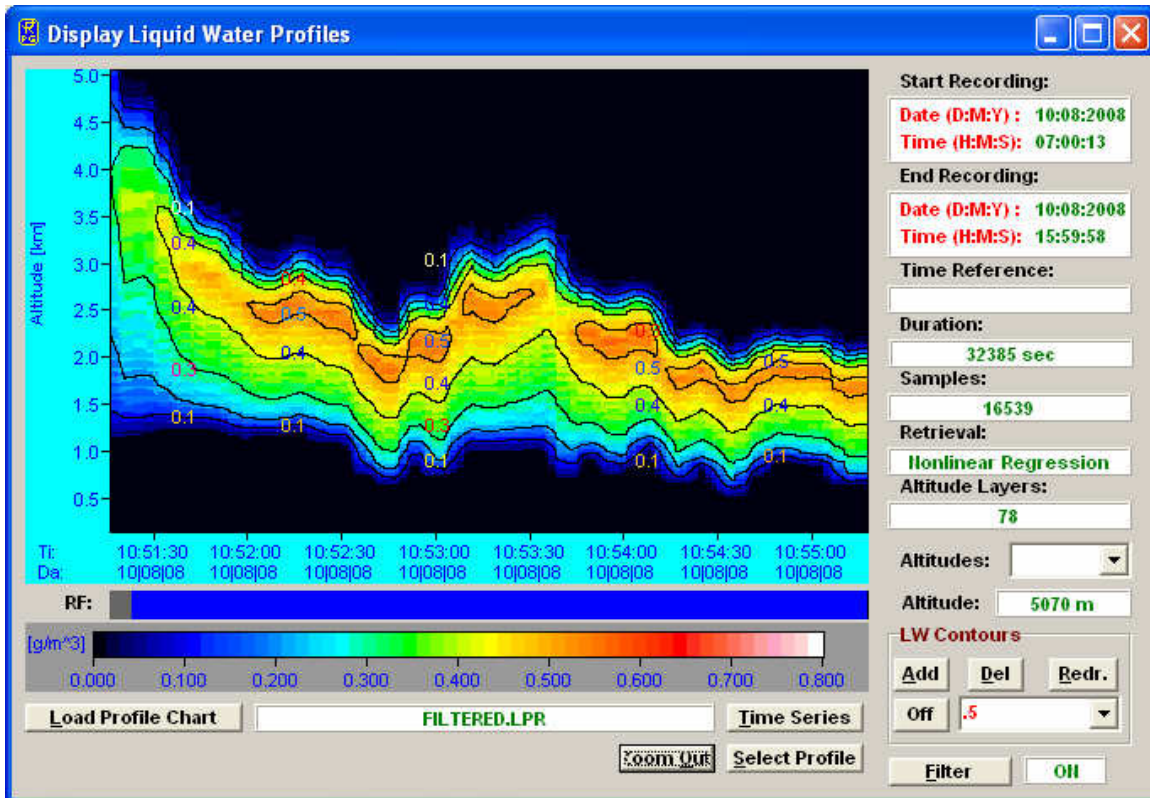 Display Liquid Water Profiles
5.0
4.5
4.0
3.5
3.0
2.5
2.0
1.5
1.0
0.5
Altitude [km]
0.1
0.4
0.4
0.3
0.1
0.4
0.5
0.4
0.1
0.1
0.5
0.4
0.3
0.1
0.5
0.4
0.1
0.5
0.4
0.1
Ti: 10:51:30 10:52:00 10:52:30 10:53:00 10:53:30 10:54:00 10:54:30 10:55:00
Da: 10|08|08 10|08|08 10|08|08 10|08|08 10|08|08 10|08|08 10|08|08 10|08|08
RF:
[g/m^3]
0.000 0.100 0.200 0.300 0.400 0.500 0.600 0.700 0.800
Load Profile Chart FILTERED.LPR Time Series
Zoom Out Select Profile
Start Recording:
Date (D:M:Y) : 10:08:2008
Time (H:M:S): 07:00:13
End Recording:
Date (D:M:Y) : 10:08:2008
Time (H:M:S): 15:59:58
Time Reference:
Duration:
32385 sec
Samples:
16539
Retrieval:
Nonlinear Regression
Altitude Layers:
78
Altitudes:
Altitude: 5070 m
LW Contours
Add Del Redr.
Off .5
Filter ON